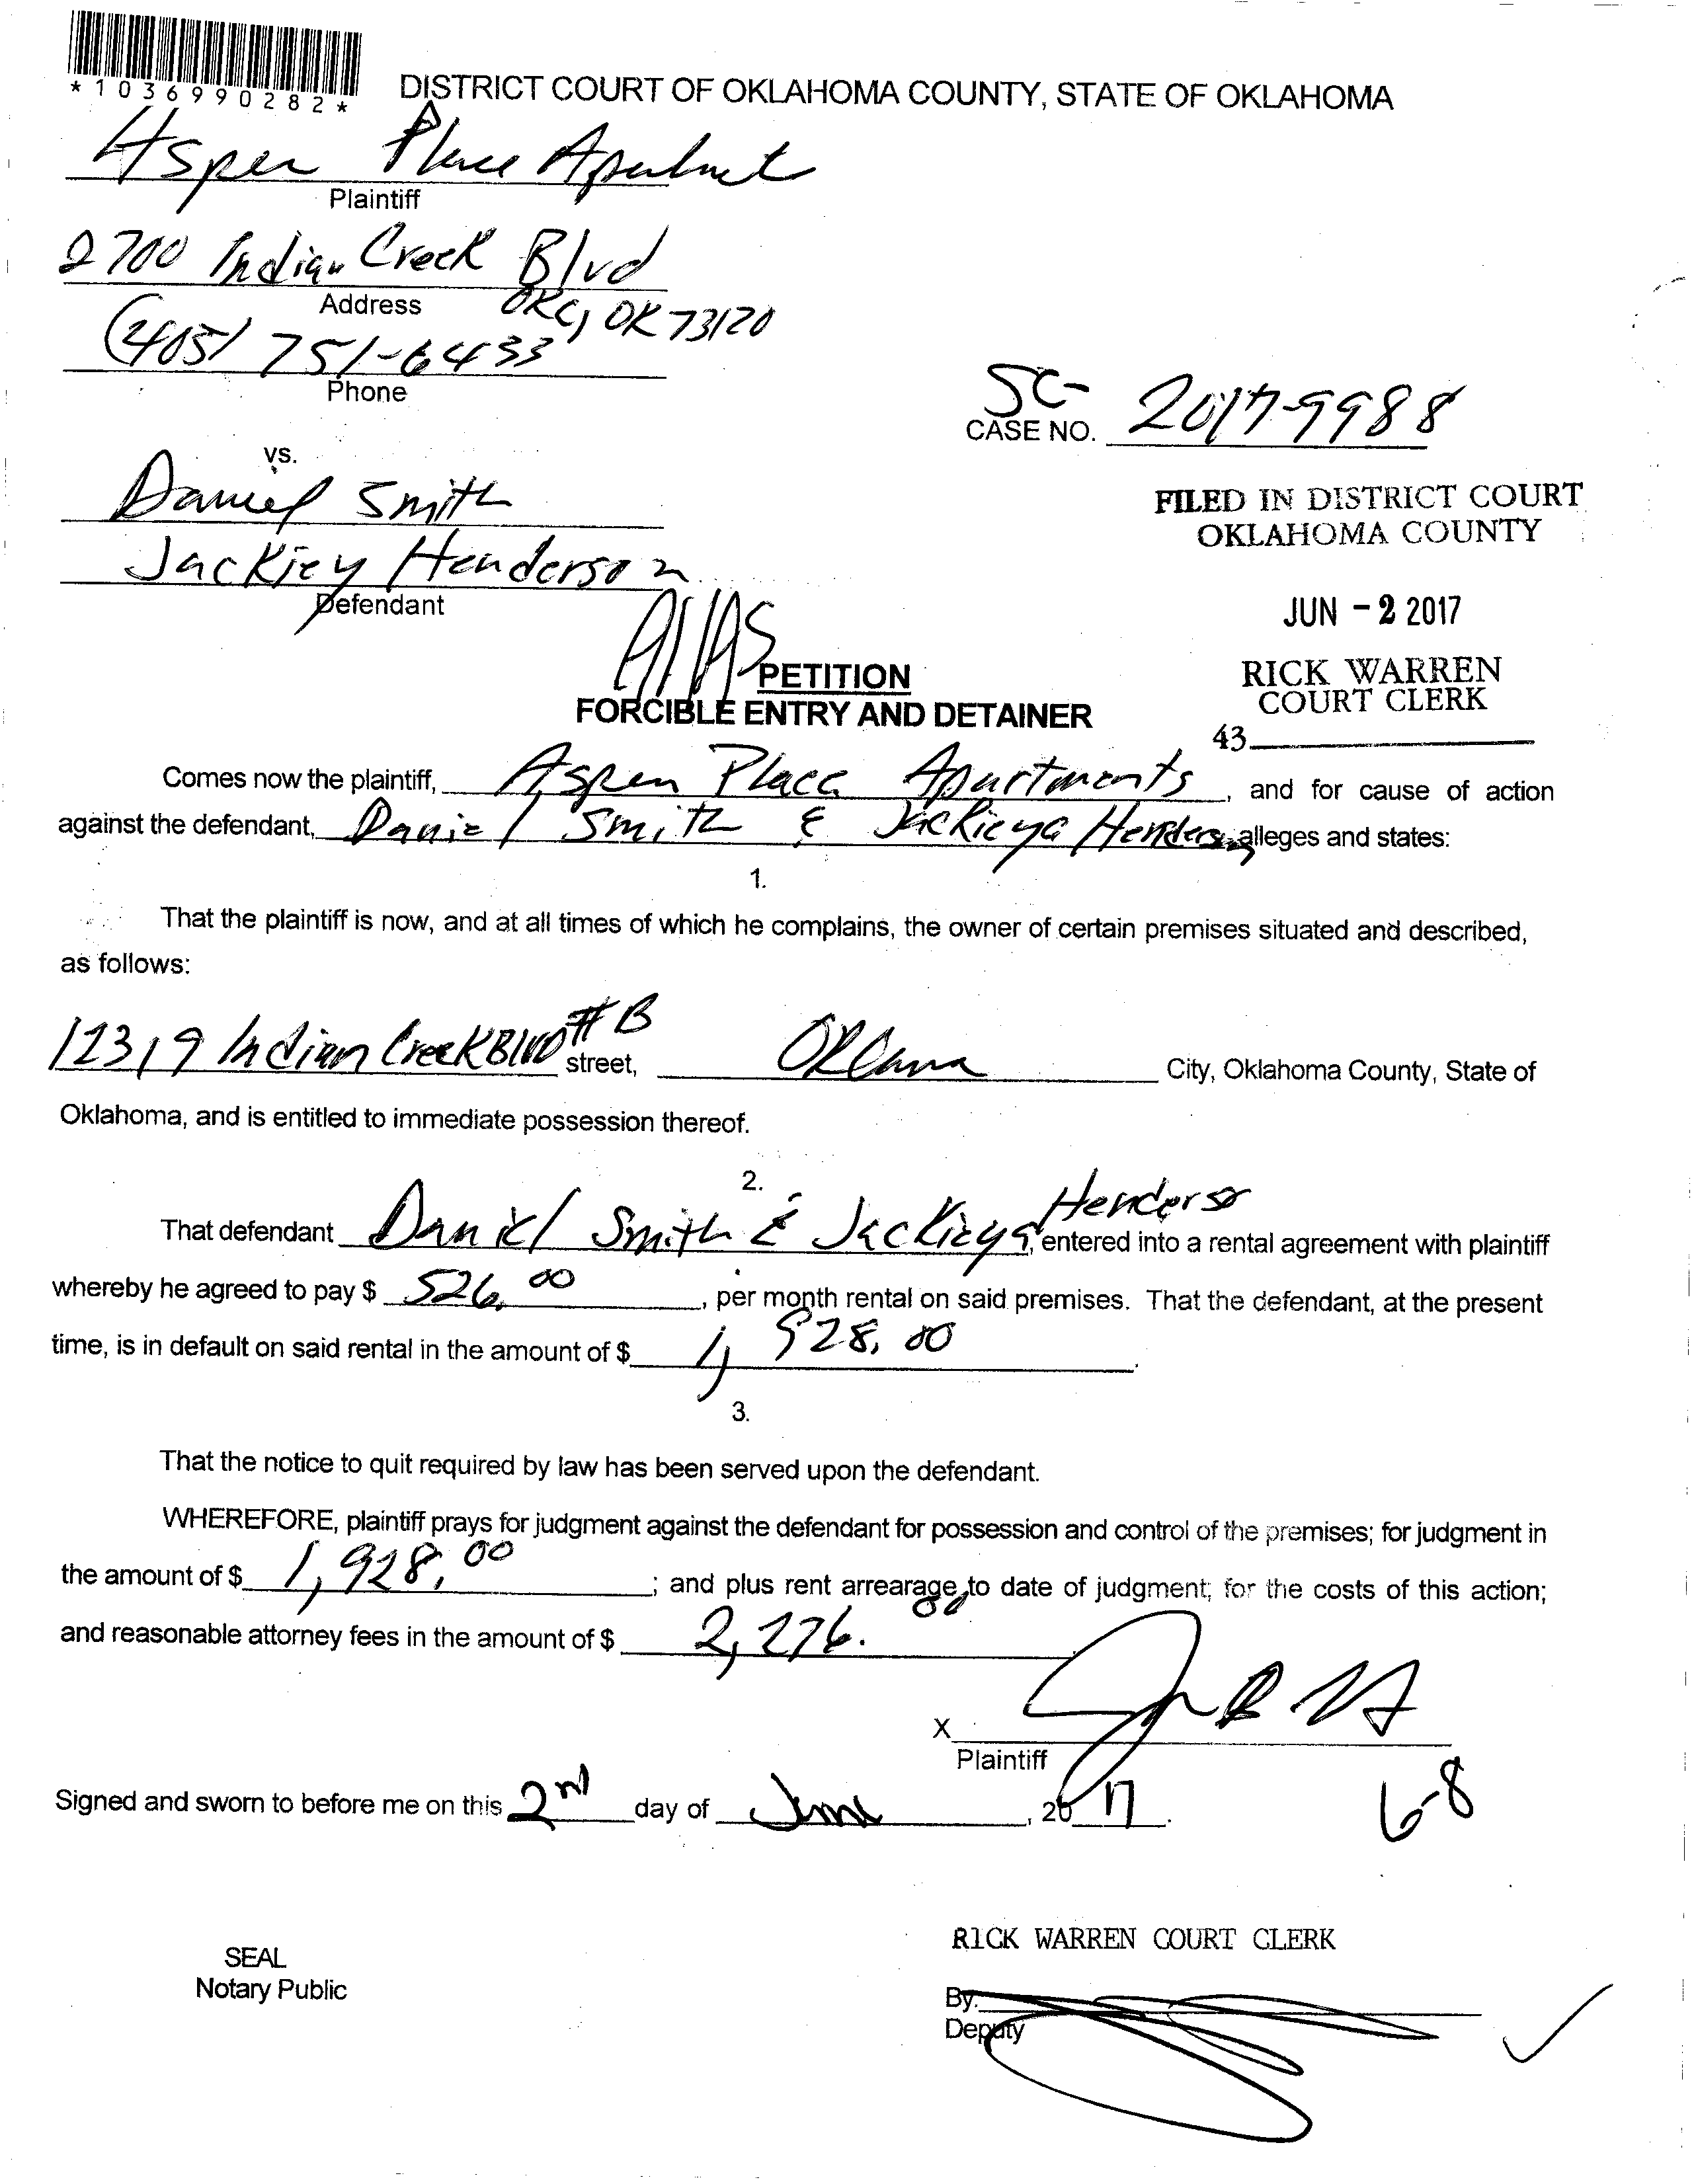 *1036990282*
DISTRICT COURT OF OKLAHOMA COUNTY, STATE OF OKLAHOMA
Aspen Place Apartment
Plaintiff
2700 Indian Creek Blvd
Address OKC, OK 73120
(405) 751-6433
Phone
SC-
CASE NO. 2017-9988
vs.
Daniel Smith
Jackiey Henderson
Defendant
FILED IN DISTRICT COURT
OKLAHOMA COUNTY
JUN - 2 2017
RICK WARREN
COURT CLERK
43
AlIAS
PETITION
FORCIBLE ENTRY AND DETAINER
Comes now the plaintiff, Aspen Place Apartments, and for cause of action
against the defendant, Daniel Smith & Jackieya Henderson alleges and states:
1.
That the plaintiff is now, and at all times of which he complains, the owner of certain premises situated and described,
as follows:
12319 Indian Creek BlVD # B street, City, Oklahoma County, State of
Oklahoma, and is entitled to immediate possession thereof.
2.
That defendant Daniel Smith & Jackieya Henderso, entered into a rental agreement with plaintiff
whereby he agreed to pay $ 526.00, per month rental on said premises. That the defendant, at the present
time, is in default on said rental in the amount of $ 1,928.00.
3.
That the notice to quit required by law has been served upon the defendant.
WHEREFORE, plaintiff prays for judgment against the defendant for possession and control of the premises; for judgment in
the amount of $ 1,928.00; and plus rent arrearage to date of judgment; for the costs of this action;
and reasonable attorney fees in the amount of $ 2,276.00
X
Plaintiff
Signed and sworn to before me on this 2nd day of June, 20 17.
6-8
SEAL
Notary Public
RICK WARREN COURT CLERK
By:
Deputy